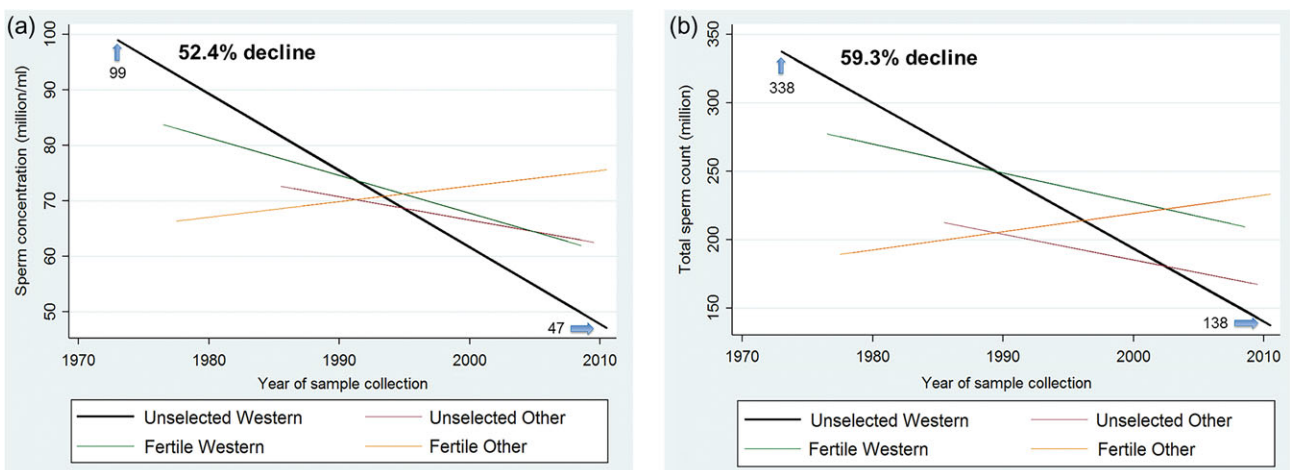 (a)
52.4% decline
99
47
Sperm concentration (million/ml)
100
90
80
70
60
50
1970 1980 1990 2000 2010
Year of sample collection
Unselected Western Unselected Other
Fertile Western Fertile Other
(b)
59.3% decline
338
138
Total sperm count (million)
350
300
250
200
150
1970 1980 1990 2000 2010
Year of sample collection
Unselected Western Unselected Other
Fertile Western Fertile Other